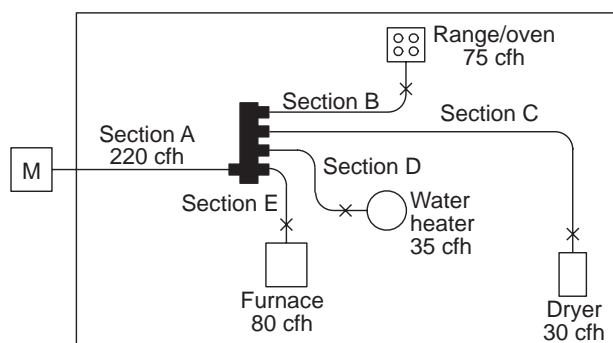 Range/oven
75 cfh
Section B
Section C
Section A
220 cfh
M
Section D
Section E
Water
heater
35 cfh
Furnace
80 cfh
Dryer
30 cfh